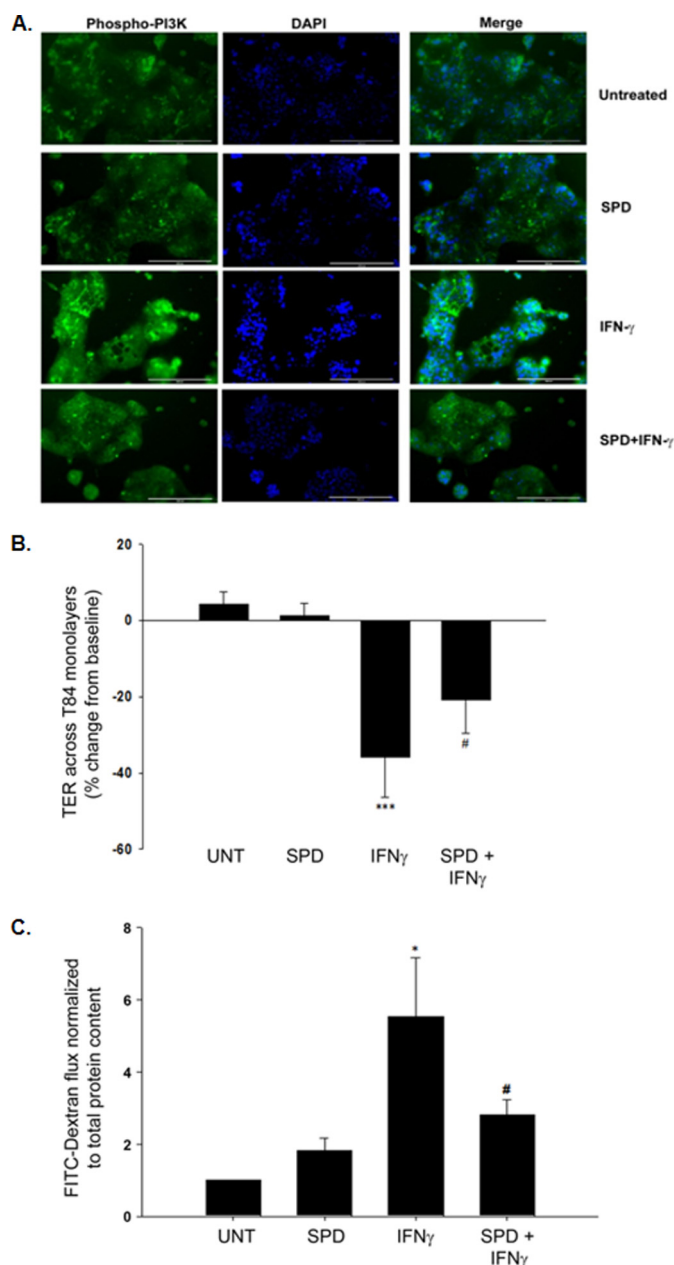 A.
Phospho-PI3K DAPI Merge
Untreated
SPD
IFN-γ
SPD+IFN-γ
B.
TER across T84 monolayers
(% change from baseline)
20
0
-20
-40
-60
***
#
UNT SPD IFNγ SPD +
IFNγ
C.
FITC-Dextran flux normalized
to total protein content
8
6
4
2
0
*
#
UNT SPD IFNγ SPD +
IFNγ